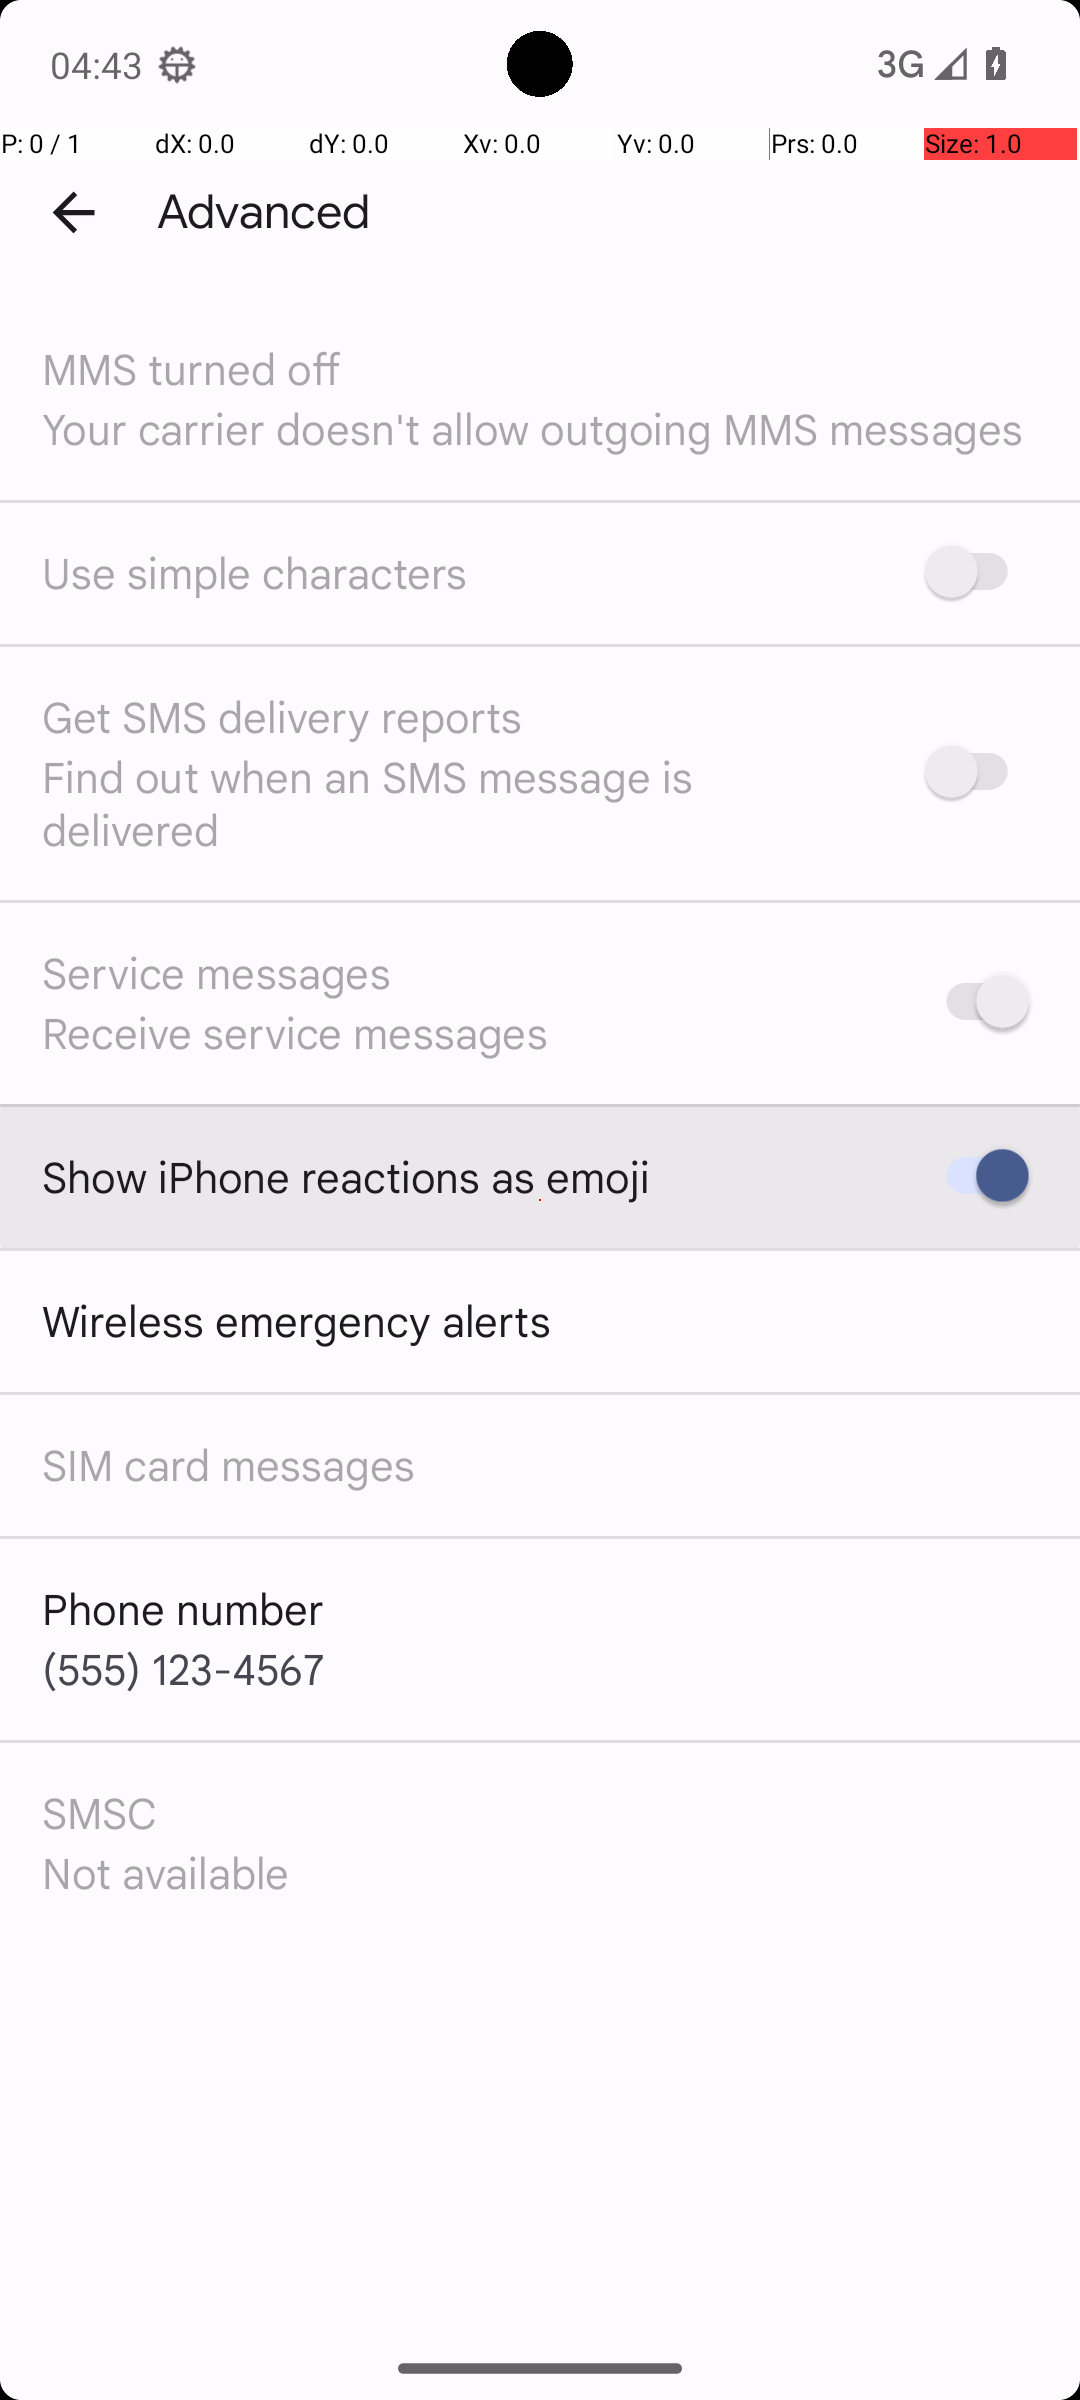 04:43
3G
P: 0 / 1 dX: 0.0 dY: 0.0 Xv: 0.0 Yv: 0.0 Prs: 0.0 Size: 1.0
Advanced
MMS turned off
Your carrier doesn't allow outgoing MMS messages
Use simple characters
Get SMS delivery reports
Find out when an SMS message is
delivered
Service messages
Receive service messages
Show iPhone reactions as emoji
Wireless emergency alerts
SIM card messages
Phone number
(555) 123-4567
SMSC
Not available